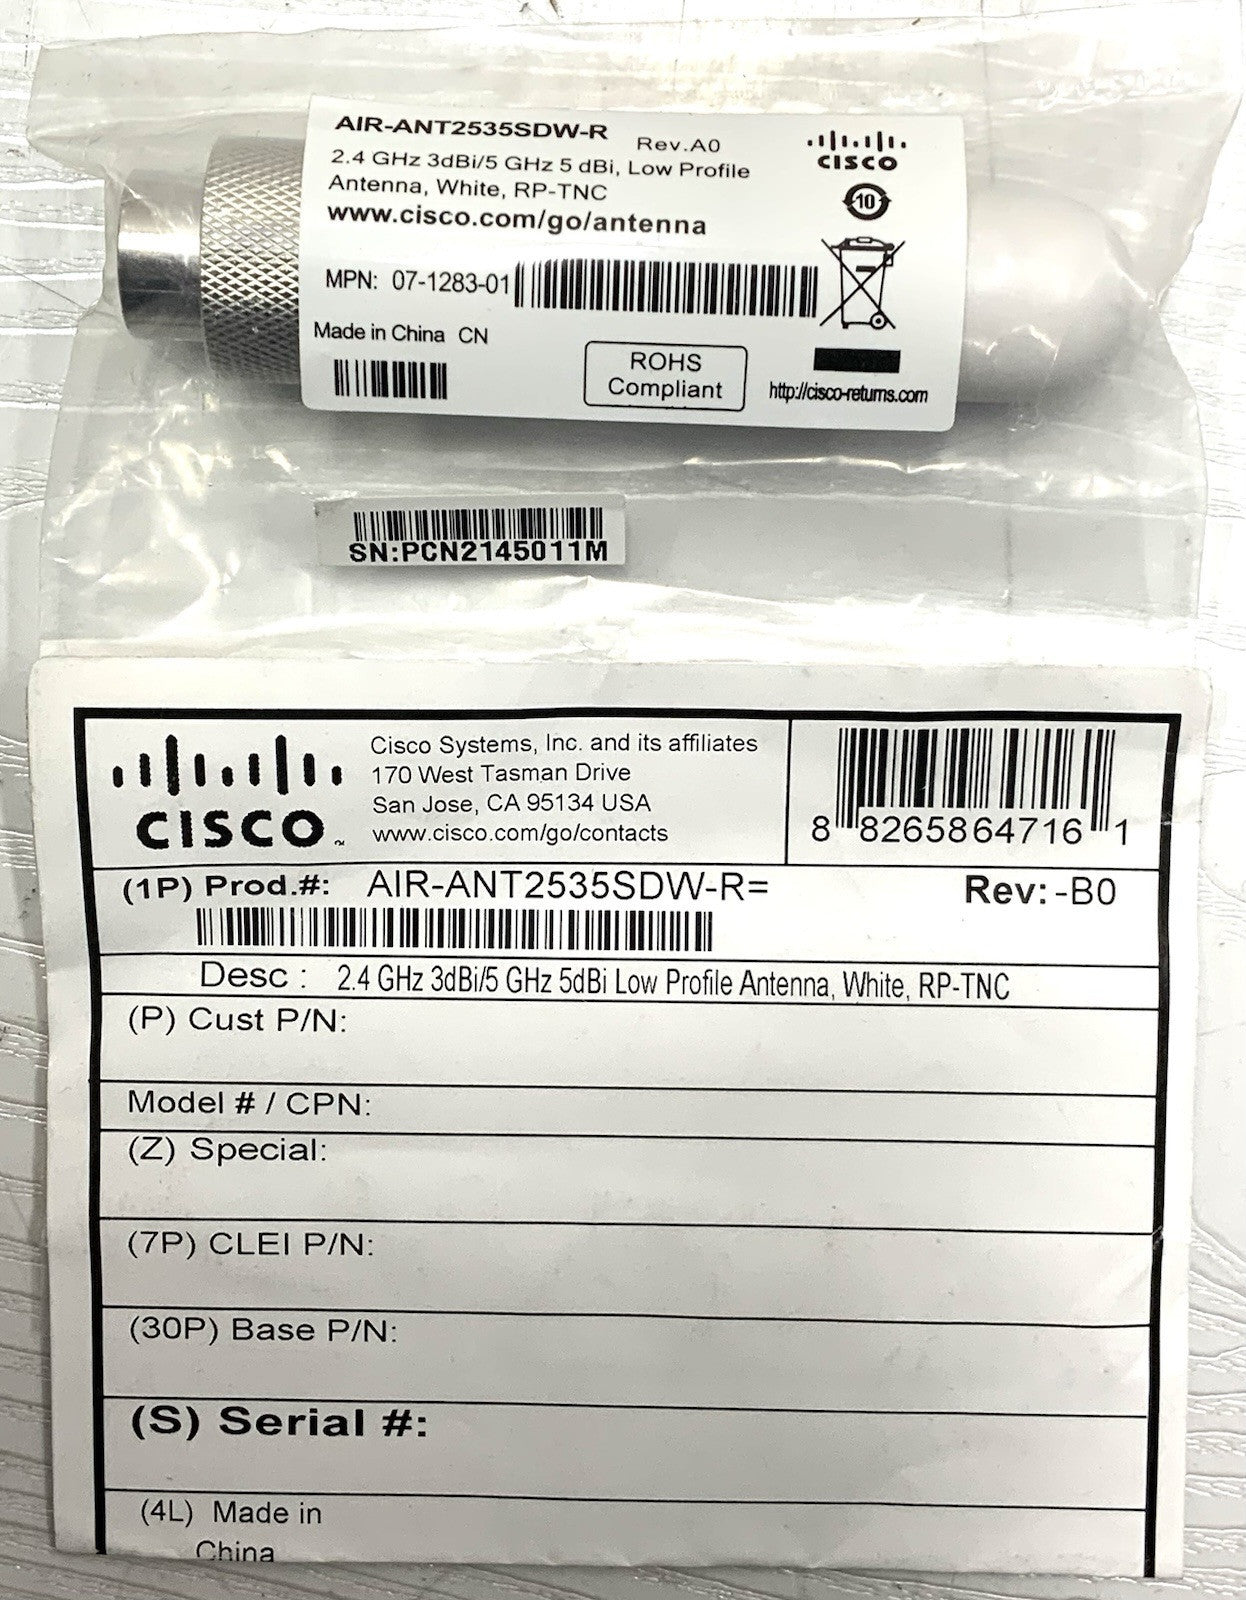 AIR-ANT2535SDW-R Rev.A0
2.4 GHz 3dBi/5 GHz 5 dBi, Low Profile
Antenna, White, RP-TNC
www.cisco.com/go/antenna
CISCO
10
MPN: 07-1283-01
Made in China CN
ROHS
Compliant
http://cisco-returns.com
SN:PCN2145011M
CISCO
Cisco Systems, Inc. and its affiliates
170 West Tasman Drive
San Jose, CA 95134 USA
www.cisco.com/go/contacts
8 8265864716 1
(1P) Prod.#: AIR-ANT2535SDW-R= Rev: -B0
Desc : 2.4 GHz 3dBi/5 GHz 5dBi Low Profile Antenna, White, RP-TNC
(P) Cust P/N:
Model # / CPN:
(Z) Special:
(7P) CLEI P/N:
(30P) Base P/N:
(S) Serial #:
(4L) Made in
China